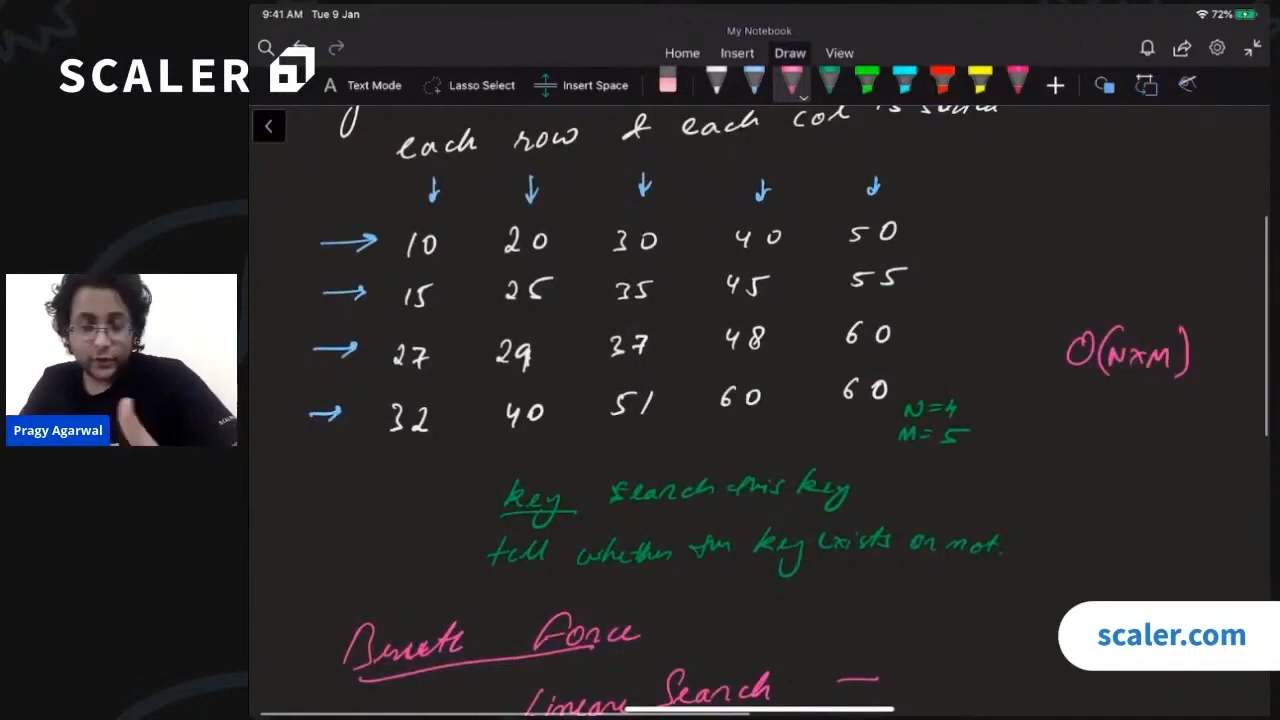 9:41 AM Tue 9 Jan
72%
My Notebook
Home Insert Draw View
SCALER
Text Mode Lasso Select Insert Space
each row & each col is
10 20 30 40 50
15 25 35 45 55
27 29 37 48 60
O(N×M)
32 40 51 60 60
N=4
M=5
Pragy Agarwal
key search this key
tell whether key exists or not.
Force
scaler.com
Linear Search —